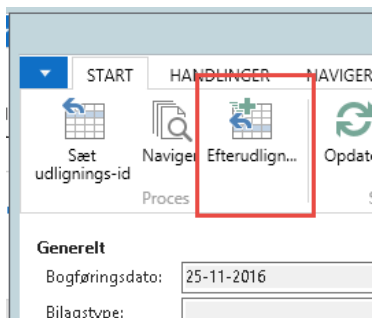 START HANDLINGER NAVIGER
Sæt Naviger Efterudlign... Opdat
udlignings-id
Proces
Generelt
Bogføringsdato: 25-11-2016
Bilagstype: